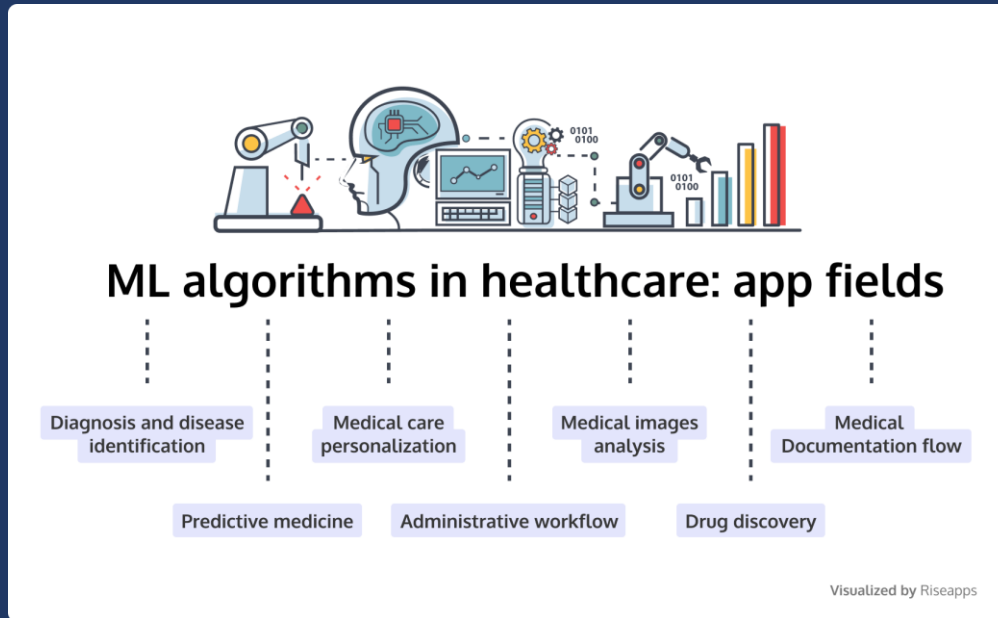 0101
0100
0101
0100
ML algorithms in healthcare: app fields
Diagnosis and disease
identification
Medical care
personalization
Medical images
analysis
Medical
Documentation flow
Predictive medicine
Administrative workflow
Drug discovery
Visualized by Riseapps